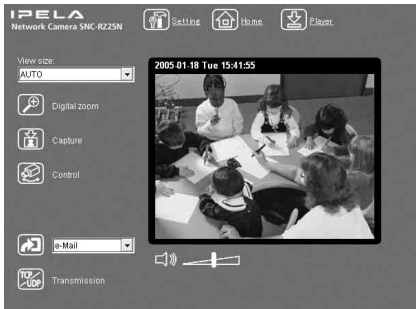 IPELA
Network Camera SNC-RZ25N
Setting
Home
Player
View size:
AUTO
Digital zoom
Capture
Control
2005-01-18 Tue 15:41:55
e-Mail
TCP/UDP
Transmission